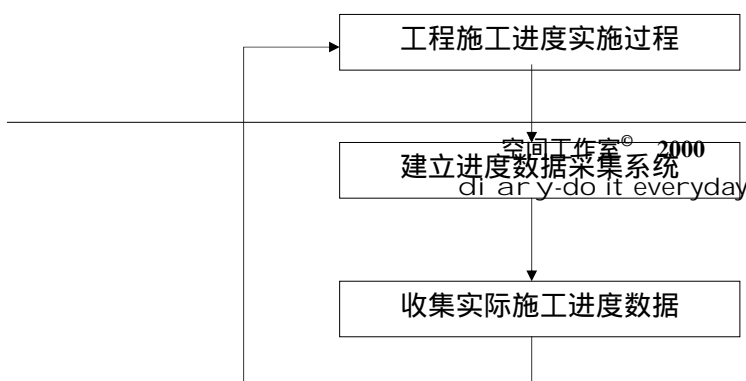 工程施工进度实施过程
空间工作室© 2000
建立进度数据采集系统
diary-do it everyday
收集实际施工进度数据